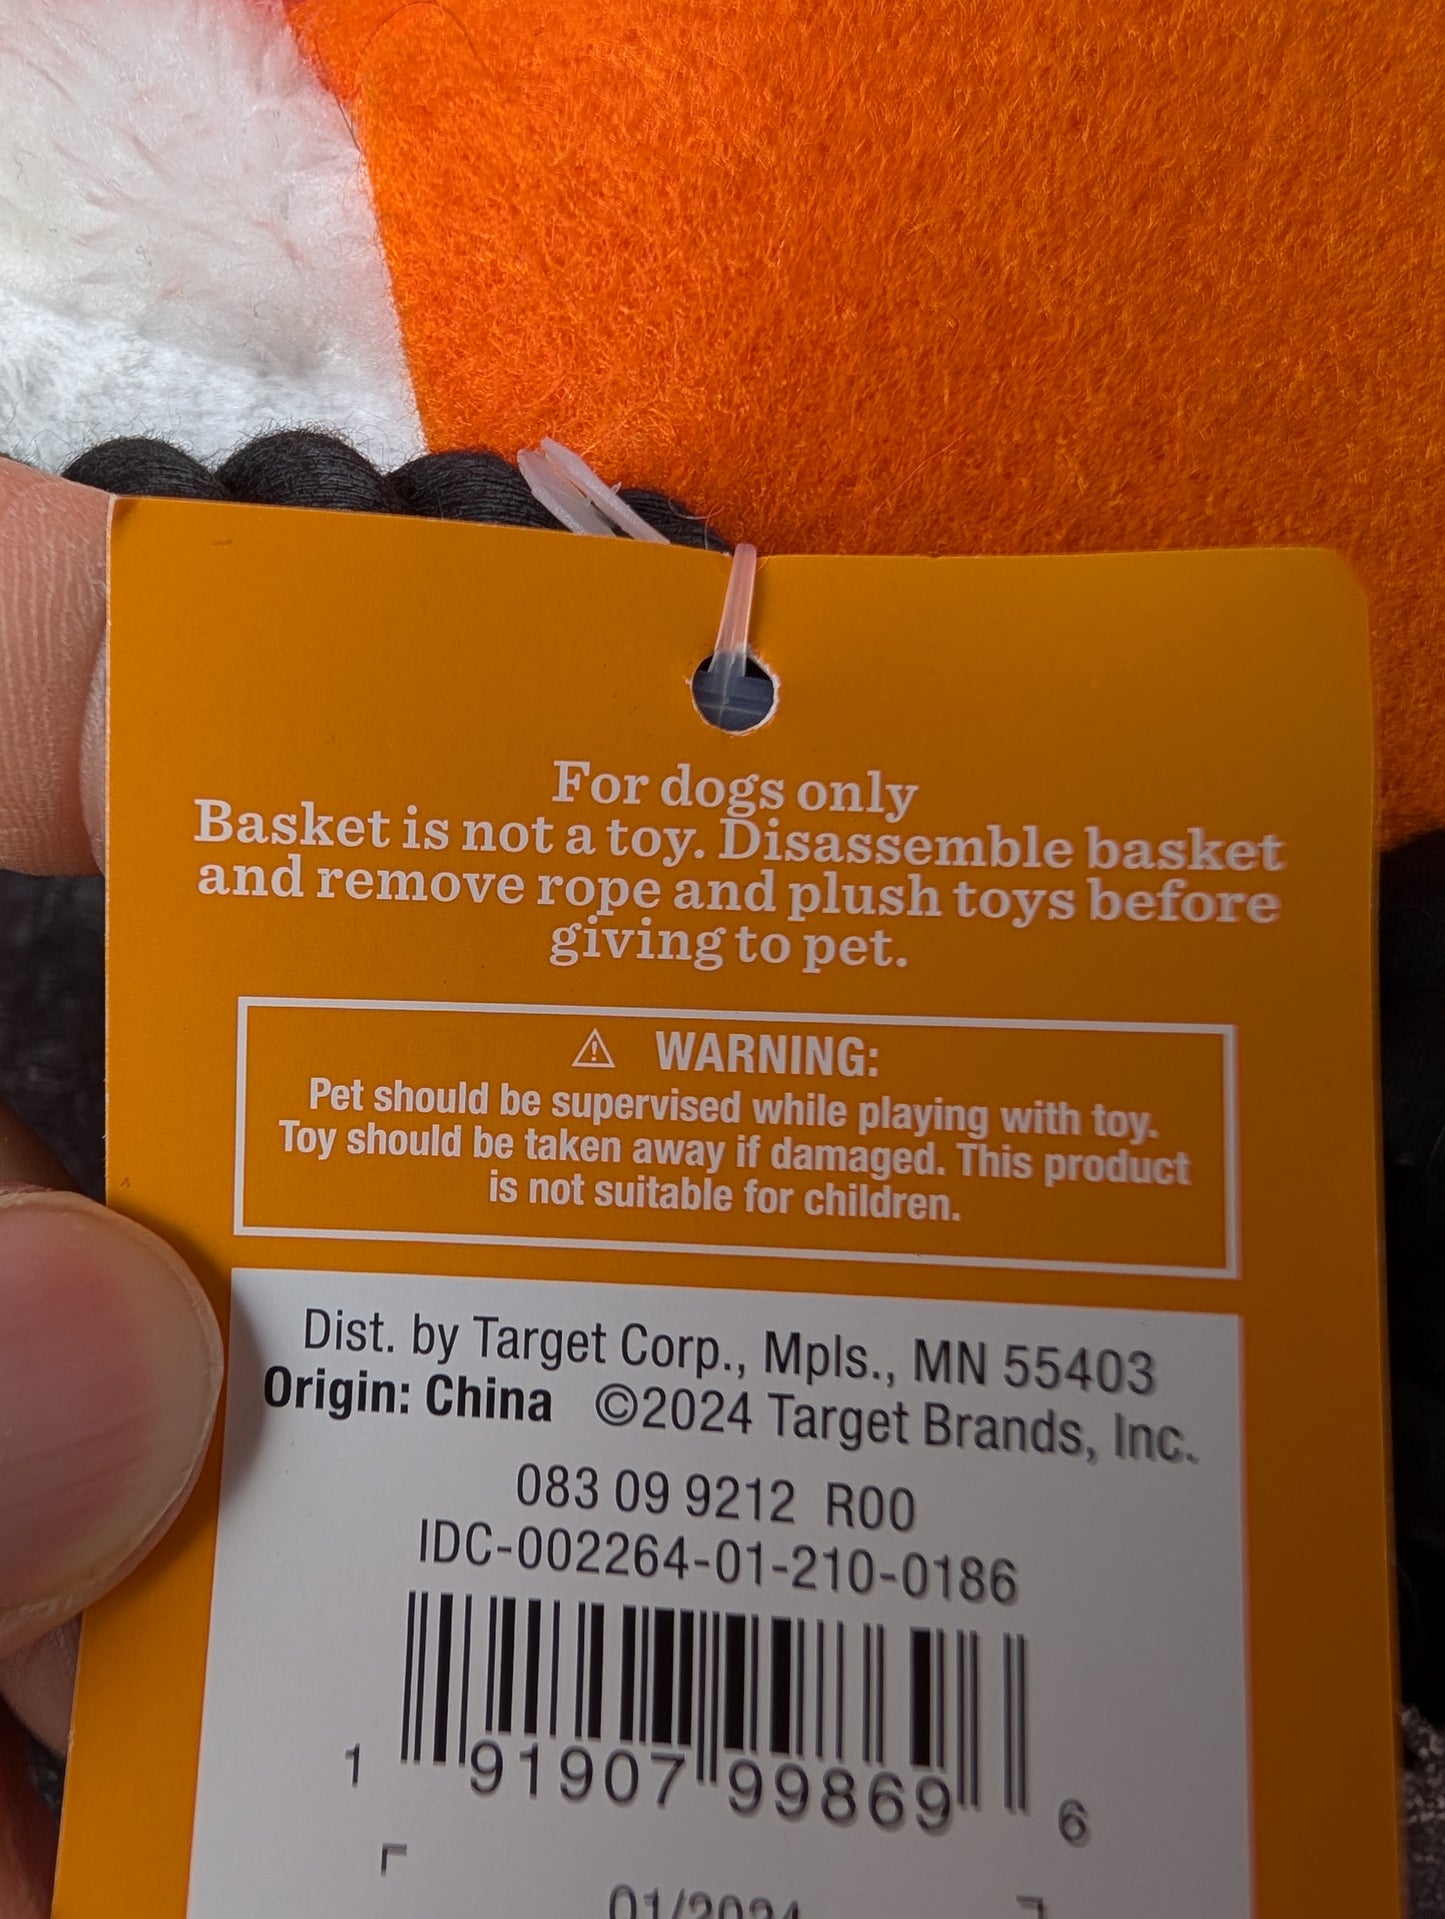 For dogs only
Basket is not a toy. Disassemble basket
and remove rope and plush toys before
giving to pet.
⚠ WARNING:
Pet should be supervised while playing with toy.
Toy should be taken away if damaged. This product
is not suitable for children.
Dist. by Target Corp., Mpls., MN 55403
Origin: China ©2024 Target Brands, Inc.
083 09 9212 R00
IDC-002264-01-210-0186
1 91907 99869 6
01/2024